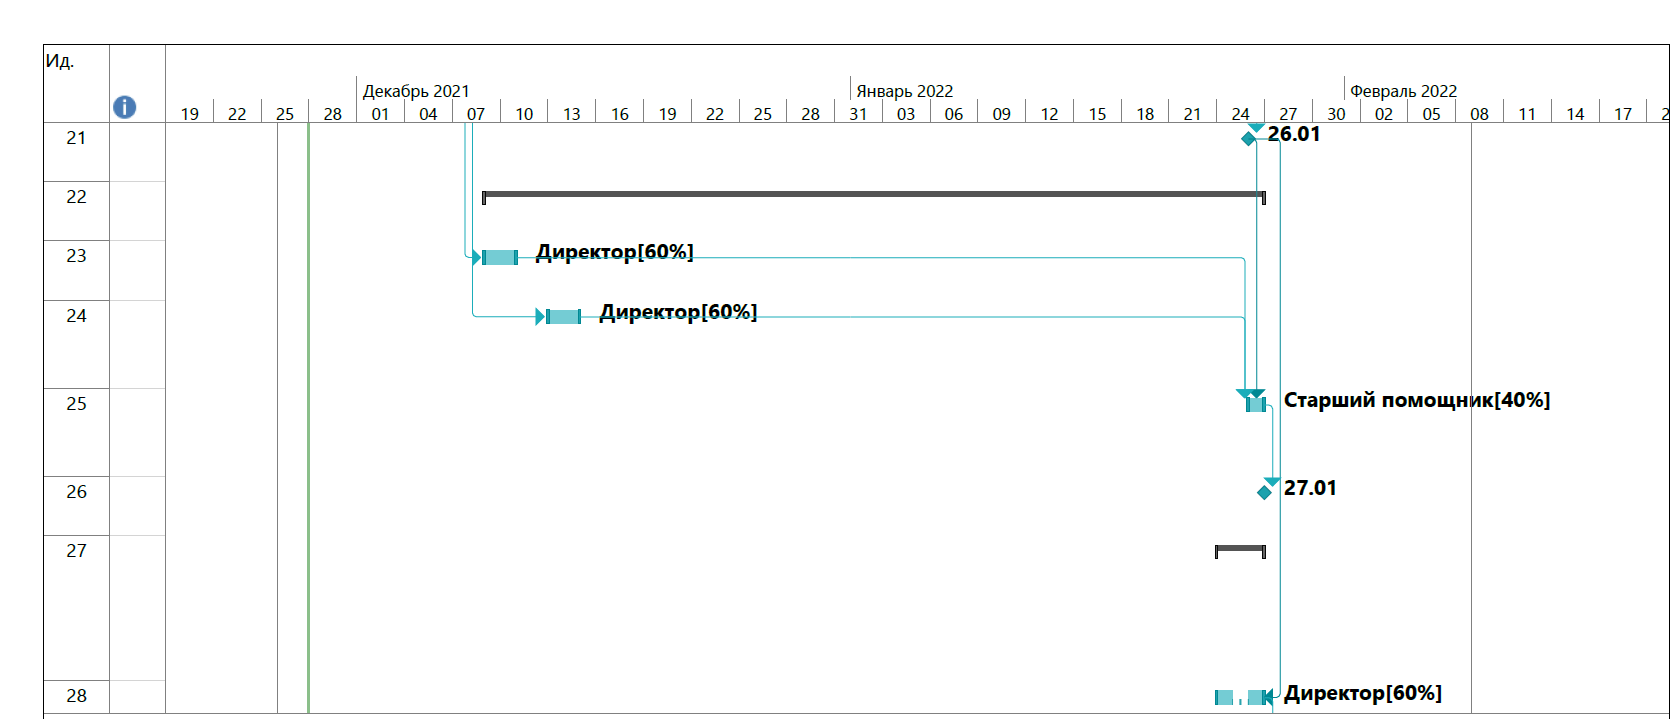 Ид.
Декабрь 2021 Январь 2022 Февраль 2022
19 22 25 28 01 04 07 10 13 16 19 22 25 28 31 03 06 09 12 15 18 21 24 27 30 02 05 08 11 14 17 2
21 26.01
22
23 Директор[60%]
24 Директор[60%]
25 Старший помощник[40%]
26 27.01
27
28 Директор[60%]